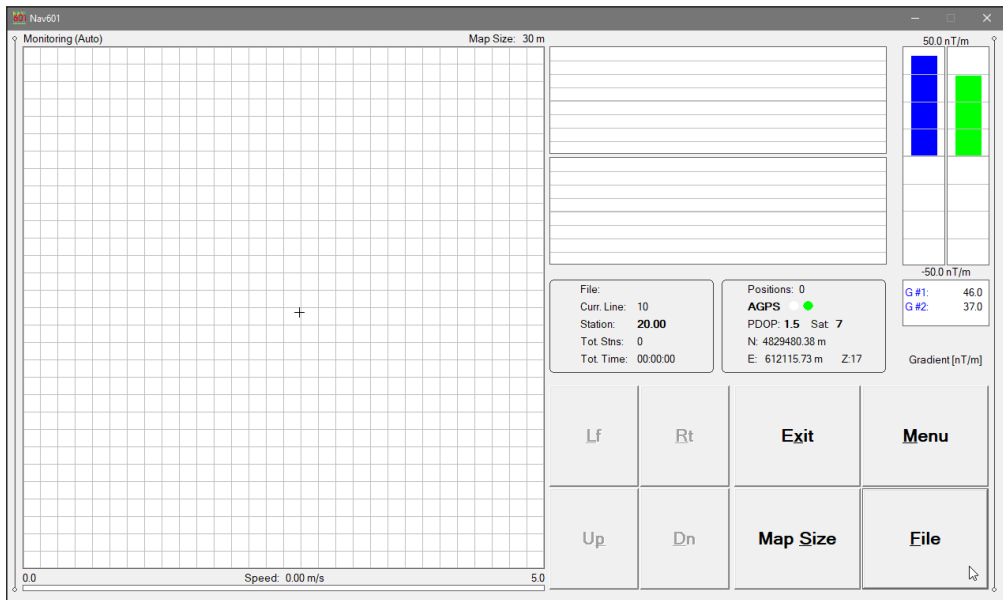 601 Nav601
Monitoring (Auto) Map Size: 30 m
50.0 nT/m
-50.0 nT/m
File:
Curr. Line: 10
Station: 20.00
Tot. Stns: 0
Tot. Time: 00:00:00
Positions: 0
AGPS
PDOP: 1.5 Sat: 7
N: 4829480.38 m
E: 612115.73 m Z:17
G #1: 46.0
G #2: 37.0
Gradient [nT/m]
Lf Rt Exit Menu
Up Dn Map Size File
0.0 Speed: 0.00 m/s 5.0